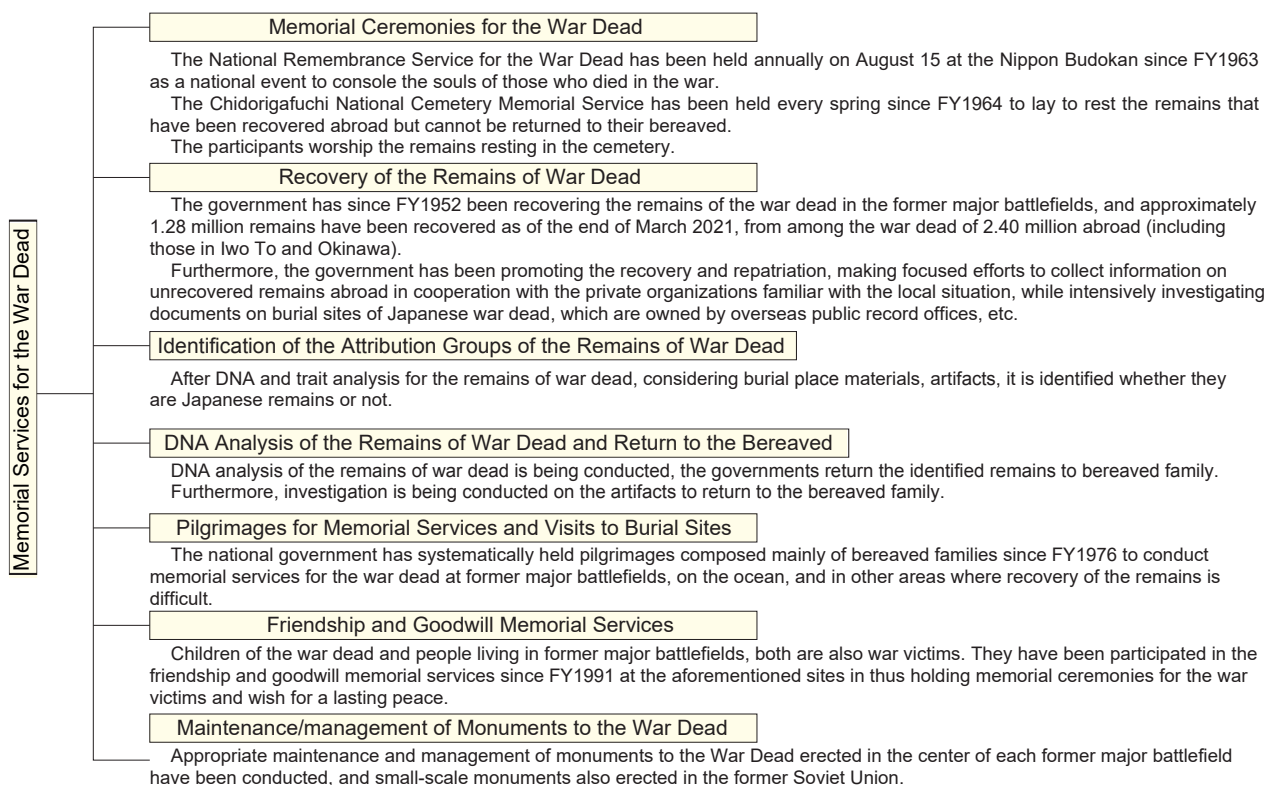 Memorial Services for the War Dead
Memorial Ceremonies for the War Dead
The National Remembrance Service for the War Dead has been held annually on August 15 at the Nippon Budokan since FY1963
as a national event to console the souls of those who died in the war.
The Chidorigafuchi National Cemetery Memorial Service has been held every spring since FY1964 to lay to rest the remains that
have been recovered abroad but cannot be returned to their bereaved.
The participants worship the remains resting in the cemetery.
Recovery of the Remains of War Dead
The government has since FY1952 been recovering the remains of the war dead in the former major battlefields, and approximately
1.28 million remains have been recovered as of the end of March 2021, from among the war dead of 2.40 million abroad (including
those in Iwo To and Okinawa).
Furthermore, the government has been promoting the recovery and repatriation, making focused efforts to collect information on
unrecovered remains abroad in cooperation with the private organizations familiar with the local situation, while intensively investigating
documents on burial sites of Japanese war dead, which are owned by overseas public record offices, etc.
Identification of the Attribution Groups of the Remains of War Dead
After DNA and trait analysis for the remains of war dead, considering burial place materials, artifacts, it is identified whether they
are Japanese remains or not.
DNA Analysis of the Remains of War Dead and Return to the Bereaved
DNA analysis of the remains of war dead is being conducted, the governments return the identified remains to bereaved family.
Furthermore, investigation is being conducted on the artifacts to return to the bereaved family.
Pilgrimages for Memorial Services and Visits to Burial Sites
The national government has systematically held pilgrimages composed mainly of bereaved families since FY1976 to conduct
memorial services for the war dead at former major battlefields, on the ocean, and in other areas where recovery of the remains is
difficult.
Friendship and Goodwill Memorial Services
Children of the war dead and people living in former major battlefields, both are also war victims. They have been participated in the
friendship and goodwill memorial services since FY1991 at the aforementioned sites in thus holding memorial ceremonies for the war
victims and wish for a lasting peace.
Maintenance/management of Monuments to the War Dead
Appropriate maintenance and management of monuments to the War Dead erected in the center of each former major battlefield
have been conducted, and small-scale monuments also erected in the former Soviet Union.